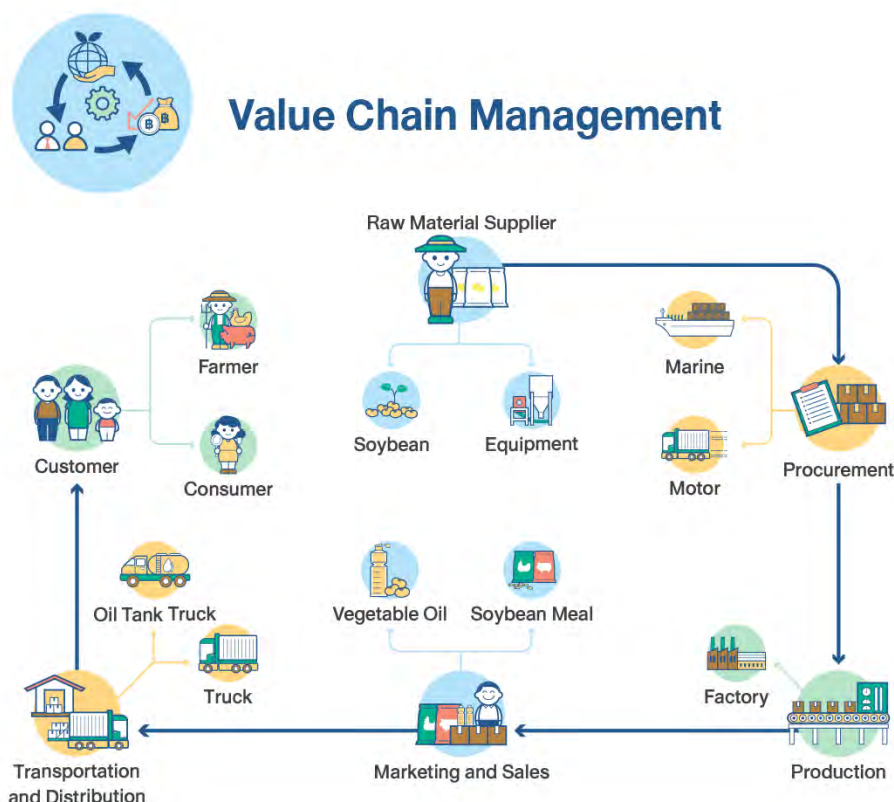 Value Chain Management
Raw Material Supplier
Farmer
Marine
Customer
Soybean
Equipment
Consumer
Motor
Procurement
Oil Tank Truck
Vegetable Oil
Soybean Meal
Truck
Factory
Transportation
and Distribution
Marketing and Sales
Production
฿
฿